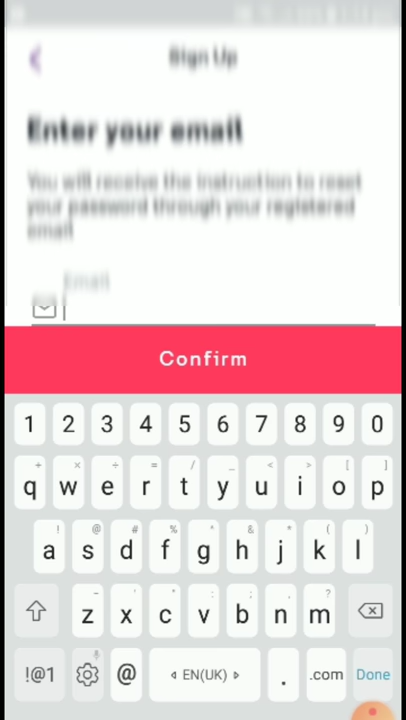 Sign Up
Enter your email
You will receive the instruction to reset
your password through your registered
email
Email
Confirm
1 2 3 4 5 6 7 8 9 0
+ × ÷ = / _ < > [ ]
q w e r t y u i o p
! @ # % ^ & * ( )
a s d f g h j k l
- ' " : ; , ?
z x c v b n m
!@1 @ EN(UK) . .com Done